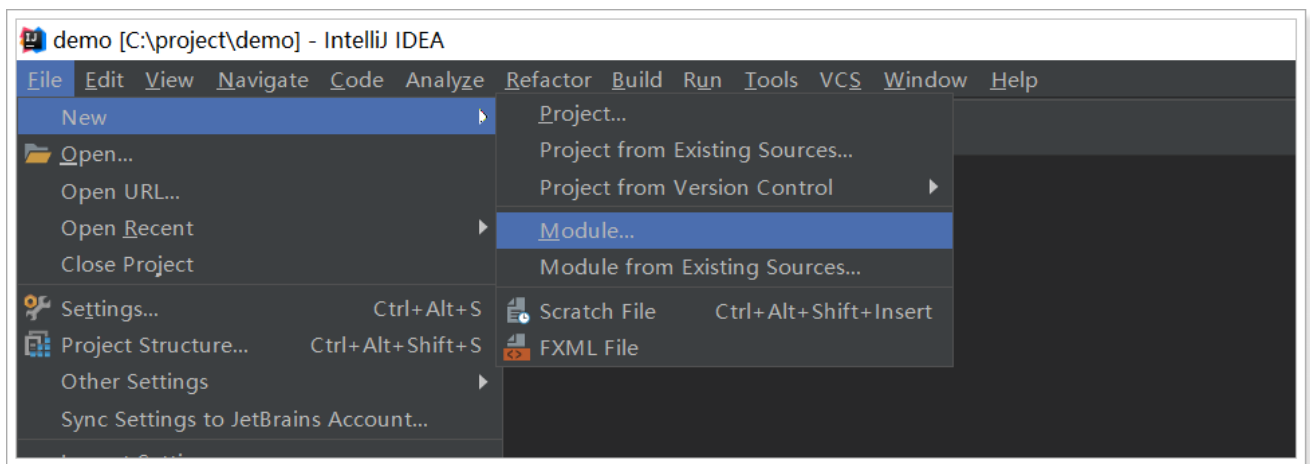 demo [C:\project\demo] - IntelliJ IDEA
File Edit View Navigate Code Analyze Refactor Build Run Tools VCS Window Help
New
Open...
Open URL...
Open Recent
Close Project
Settings... Ctrl+Alt+S
Project Structure... Ctrl+Alt+Shift+S
Other Settings
Sync Settings to JetBrains Account...
Project...
Project from Existing Sources...
Project from Version Control
Module...
Module from Existing Sources...
Scratch File Ctrl+Alt+Shift+Insert
FXML File